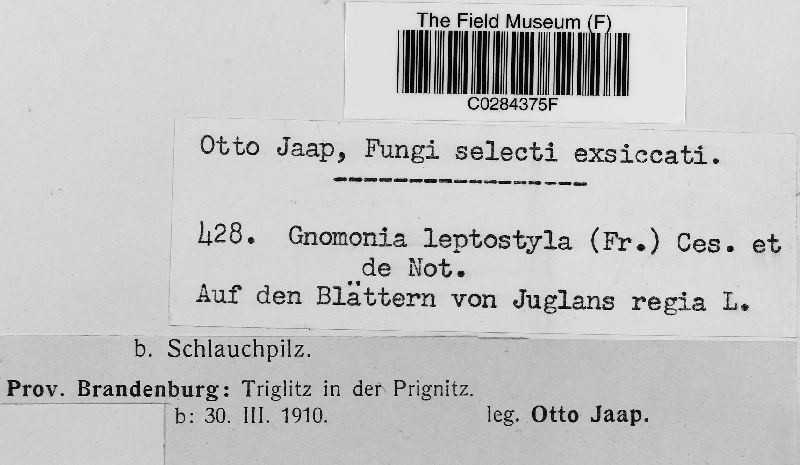 The Field Museum (F)
C0284375F
Otto Jaap, Fungi selecti exsiccati.
428. Gnomonia leptostyla (Fr.) Ces. et
de Not.
Auf den Blättern von Juglans regia L.
b. Schlauchpilz.
Prov. Brandenburg: Triglitz in der Prignitz.
b: 30. III. 1910. leg. Otto Jaap.